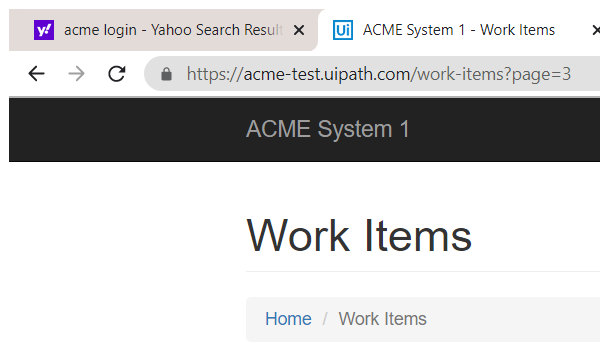 y! acme login - Yahoo Search Result Ui ACME System 1 - Work Items
https://acme-test.uipath.com/work-items?page=3
ACME System 1
Work Items
Home / Work Items